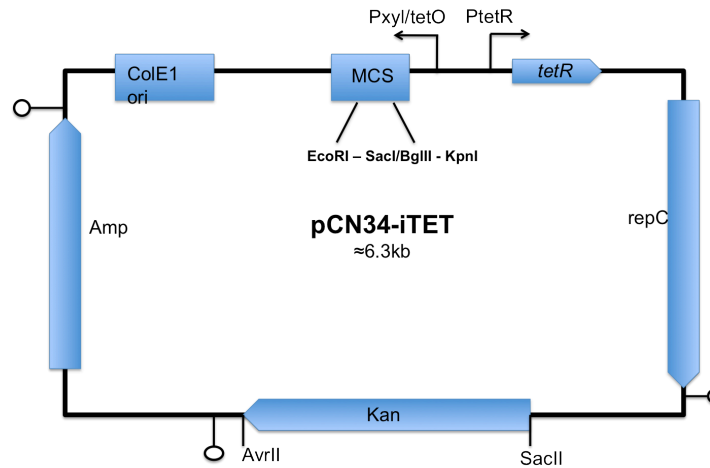 Pxyl/tetO
PtetR
ColE1
ori
MCS
tetR
EcoRI – SacI/BglII - KpnI
Amp
pCN34-iTET
≈6.3kb
repC
Kan
AvrII
SacII